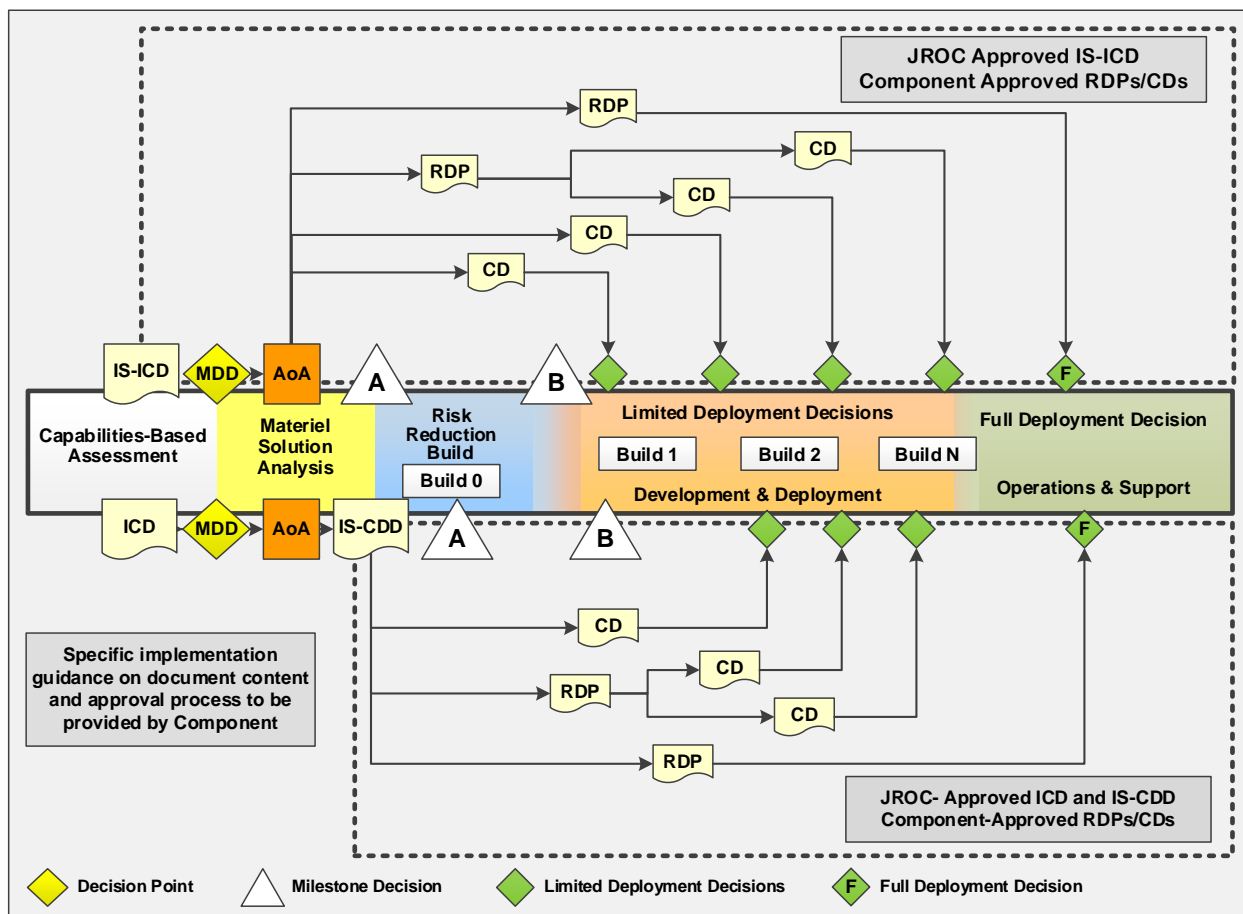 JROC Approved IS-ICD
Component Approved RDPs/CDs
RDP
CD
RDP
CD
CD
CD
IS-ICD
MDD
AoA
A
B
F
Capabilities-Based
Assessment
Materiel
Solution
Analysis
Risk
Reduction
Build
Build 0
Limited Deployment Decisions
Build 1
Build 2
Build N
Development & Deployment
Full Deployment Decision
Operations & Support
ICD
MDD
AoA
IS-CDD
A
B
F
CD
CD
RDP
CD
RDP
Specific implementation
guidance on document content
and approval process to be
provided by Component
JROC- Approved ICD and IS-CDD
Component-Approved RDPs/CDs
Decision Point
Milestone Decision
Limited Deployment Decisions
F
Full Deployment Decision